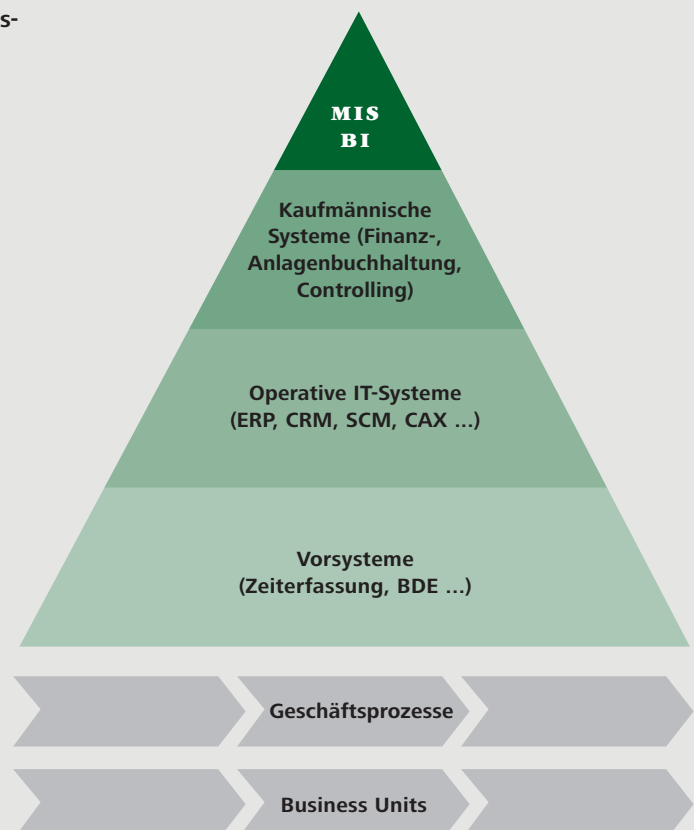 s-
MIS
BI
Kaufmännische
Systeme (Finanz-,
Anlagenbuchhaltung,
Controlling)
Operative IT-Systeme
(ERP, CRM, SCM, CAX ...)
Vorsysteme
(Zeiterfassung, BDE ...)
Geschäftsprozesse
Business Units